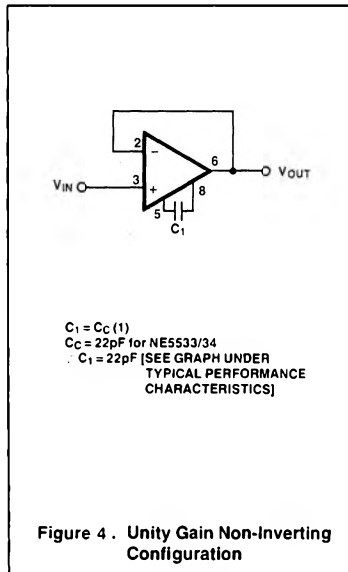 2
−
6
VOUT
VIN
3
+
8
5
C1
C1 = CC (1)
CC = 22pF for NE5533/34
∴ C1 = 22pF [SEE GRAPH UNDER
TYPICAL PERFORMANCE
CHARACTERISTICS]
Figure 4 . Unity Gain Non-Inverting
Configuration